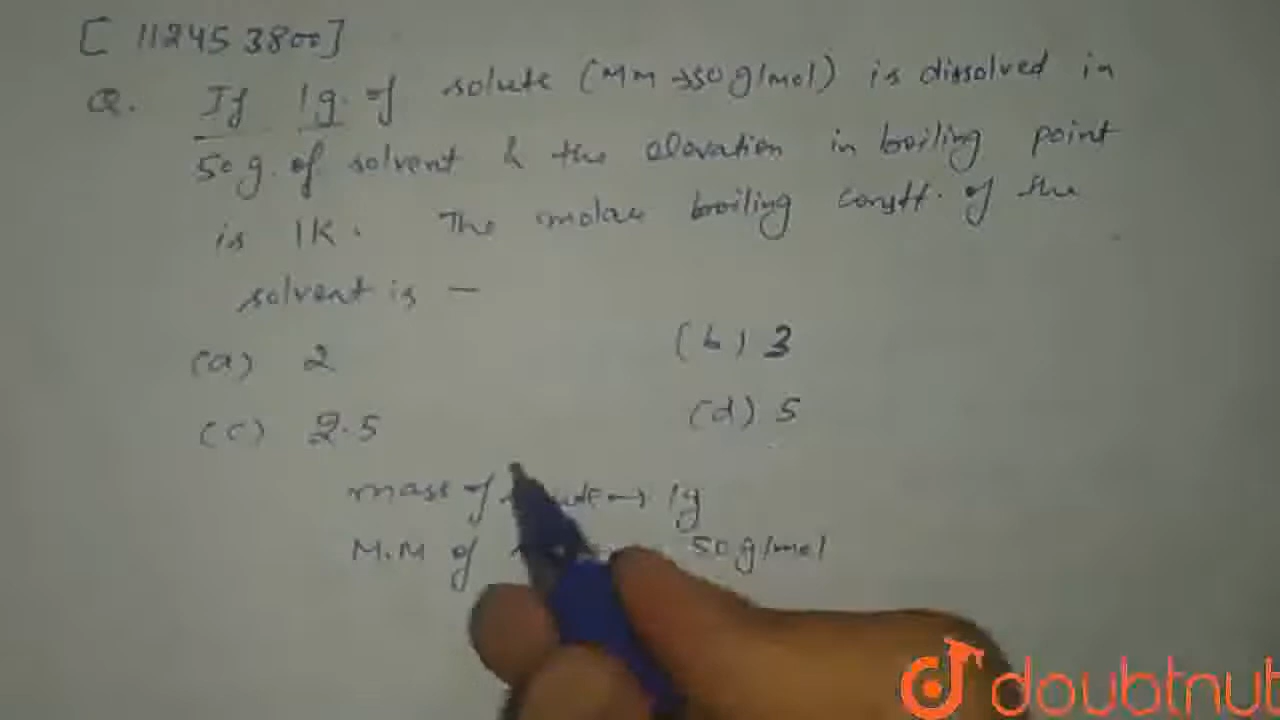 [ 112453800]
Q. If 1g. of solute (MM → 50 g/mol) is dissolved in
50 g. of solvent & the elevation in boiling point
is 1K. The molar boiling constt. of the
solvent is —
(a) 2 (b) 3
(c) 2.5 (d) 5
mass of → 1g
M.M of 50 g/mol
doubtnut